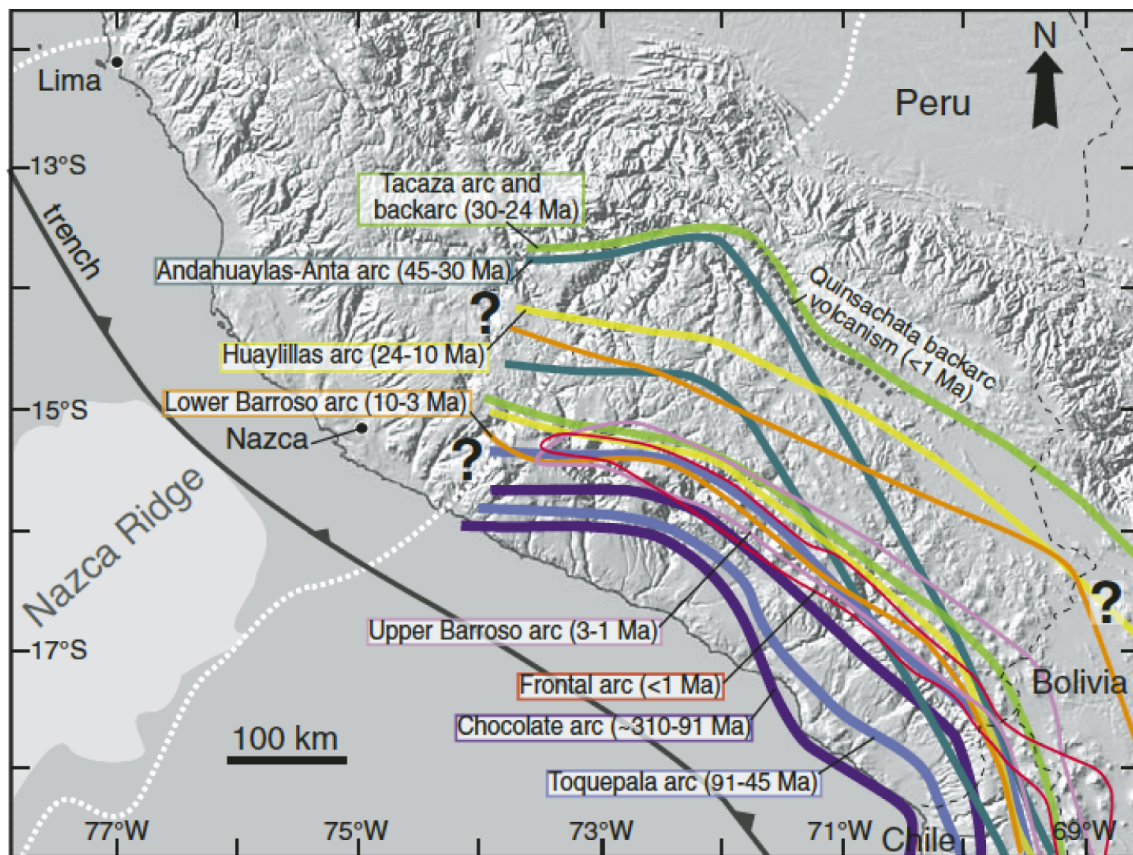 Lima
N
Peru
13°S
trench
Tacaza arc and
backarc (30-24 Ma)
Andahuaylas-Anta arc (45-30 Ma)
Quinsachata backarc
volcanism (<1 Ma)
?
Huaylillas arc (24-10 Ma)
Lower Barroso arc (10-3 Ma)
15°S
Nazca
?
Nazca Ridge
?
Upper Barroso arc (3-1 Ma)
17°S
Frontal arc (<1 Ma)
Bolivia
Chocolate arc (~310-91 Ma)
100 km
Toquepala arc (91-45 Ma)
77°W
75°W
73°W
71°W
69°W
Chile